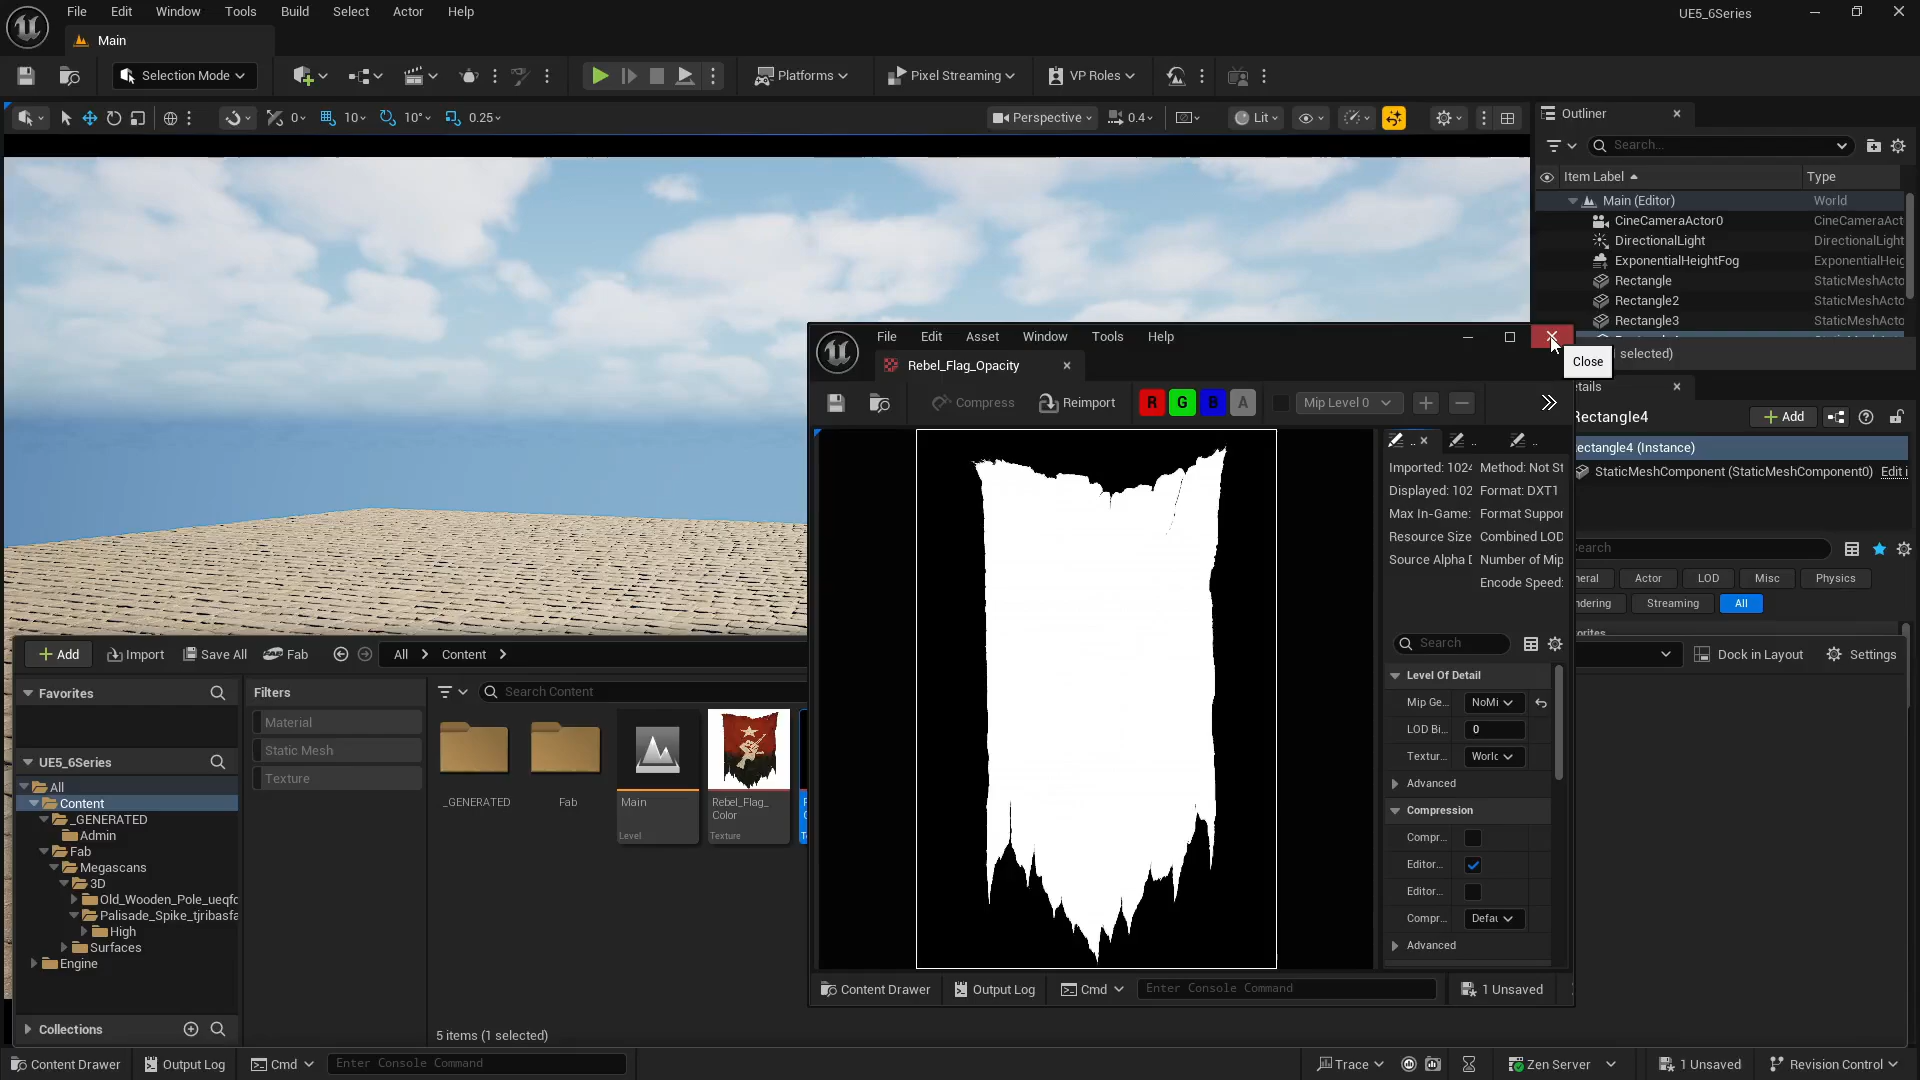 File Edit Window Tools Build Select Actor Help
UE5_6Series
Main
Selection Mode
Platforms
Pixel Streaming
VP Roles
0
10
10°
0.25
Perspective
0.4
Lit
Outliner
Search...
Item Label
Type
Main (Editor)
World
CineCameraActor0
CineCameraAct
DirectionalLight
DirectionalLight
ExponentialHeightFog
ExponentialHeig
Rectangle
StaticMeshActo
Rectangle2
StaticMeshActo
Rectangle3
StaticMeshActo
selected)
File Edit Asset Window Tools Help
Close
Rebel_Flag_Opacity
etails
Compress
Reimport
R G B A
Mip Level 0
Rectangle4
Add
ectangle4 (Instance)
StaticMeshComponent (StaticMeshComponent0)
Edit i
Imported: 1024
Method: Not St
Displayed: 102
Format: DXT1
Max In-Game:
Format Suppor
Resource Size
Combined LOD
Source Alpha D
Number of Mip
Encode Speed:
earch
neral
Actor
LOD
Misc
Physics
ndering
Streaming
All
orites
Search
Level Of Detail
Mip Ge...
NoMi
LOD Bi...
0
Textur...
World
Advanced
Compression
Compr...
Editor...
Editor...
Compr...
Defau
Advanced
Content Drawer
Output Log
Cmd
Enter Console Command
1 Unsaved
Add
Import
Save All
Fab
All
Content
Dock in Layout
Settings
Favorites
Filters
Search Content
Material
Static Mesh
Texture
UE5_6Series
All
Content
_GENERATED
Admin
Fab
Megascans
3D
Old_Wooden_Pole_ueqfc
Palisade_Spike_tjribasfa
High
Surfaces
Engine
_GENERATED
Fab
Main
Level
Rebel_Flag_
Color
Texture
Collections
5 items (1 selected)
Content Drawer
Output Log
Cmd
Enter Console Command
Trace
Zen Server
1 Unsaved
Revision Control